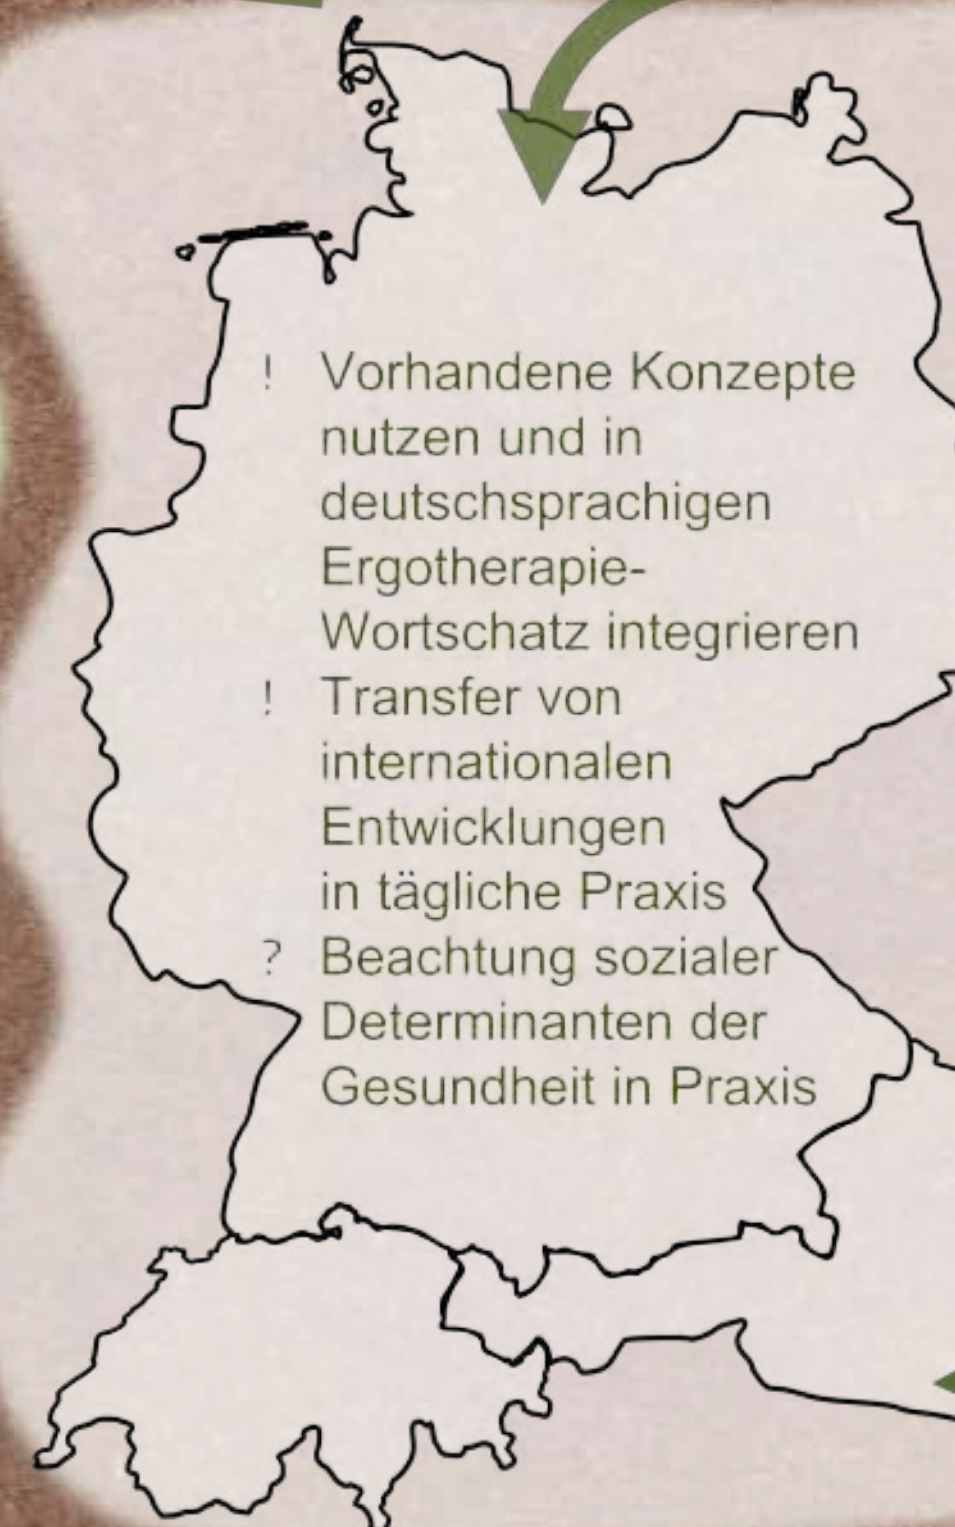 ! Vorhandene Konzepte
nutzen und in
deutschsprachigen
Ergotherapie-
Wortschatz integrieren
! Transfer von
internationalen
Entwicklungen
in tägliche Praxis
? Beachtung sozialer
Determinanten der
Gesundheit in Praxis